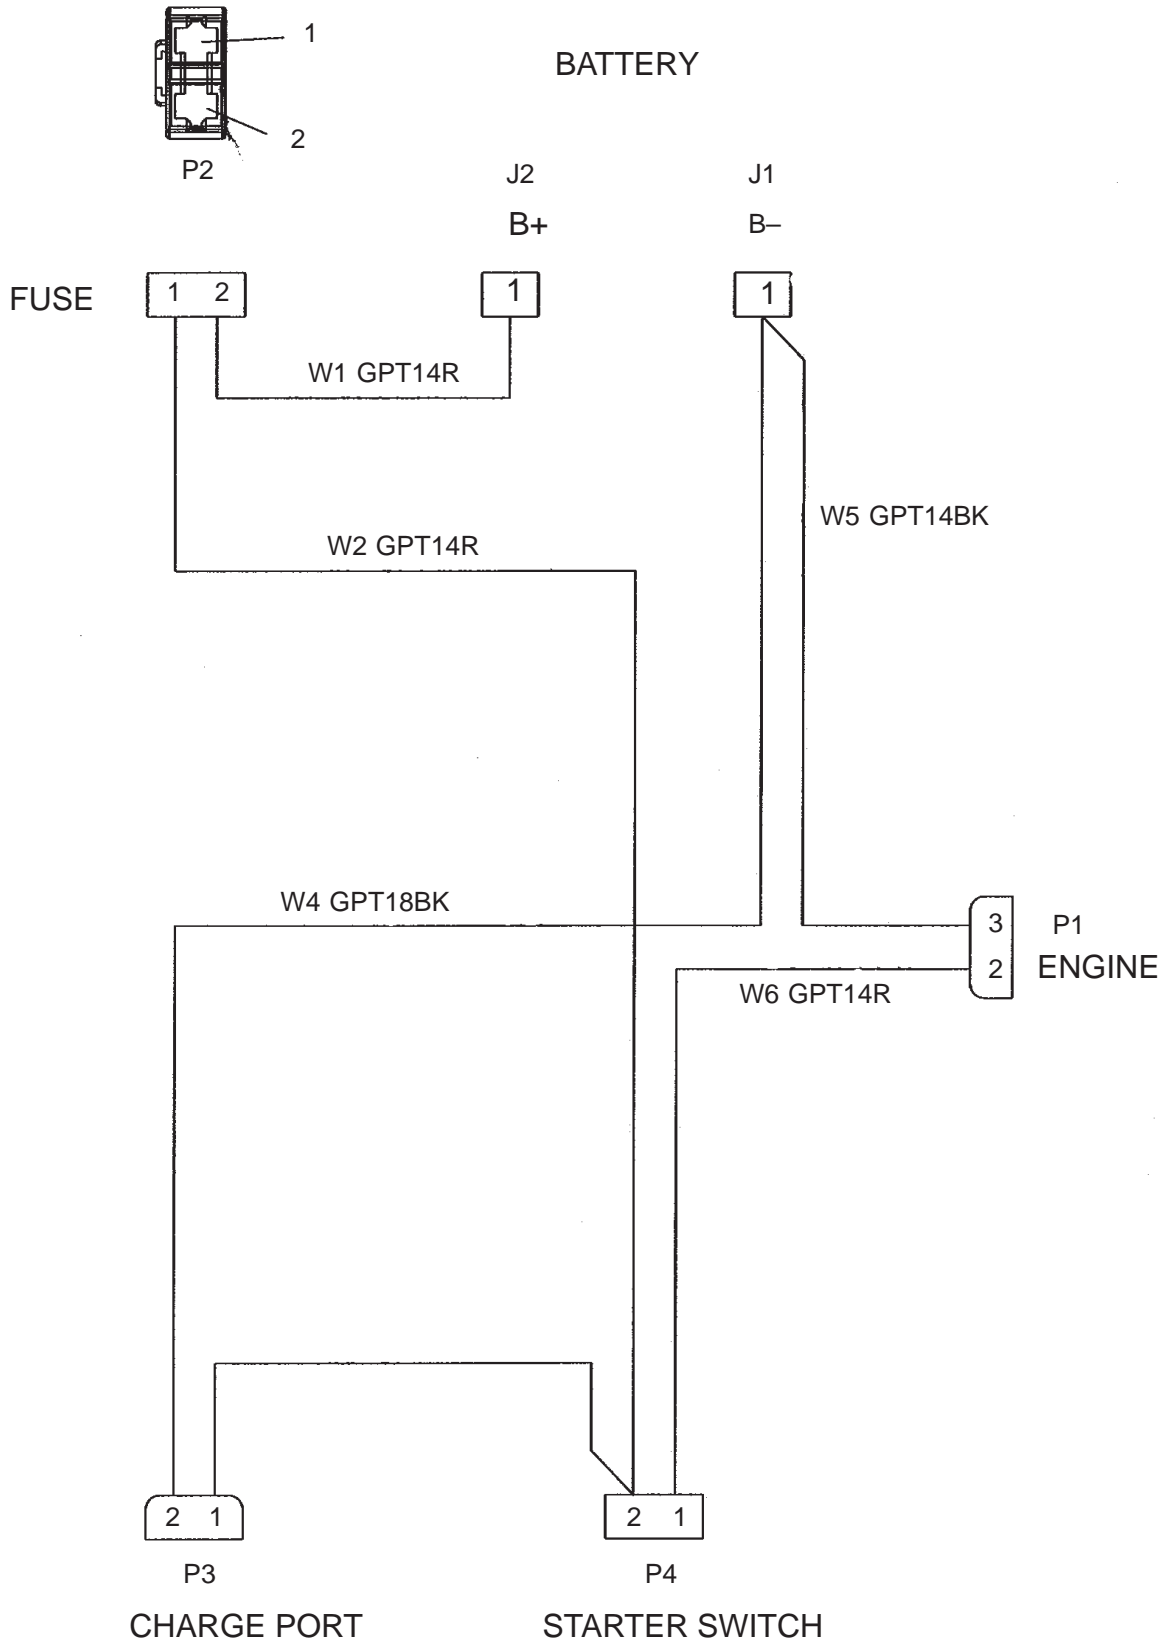 1
BATTERY
2
P2
J2
J1
B+
B–
FUSE
1 2
1
1
W1 GPT14R
W5 GPT14BK
W2 GPT14R
W4 GPT18BK
3
P1
2
ENGINE
W6 GPT14R
2 1
2 1
P3
P4
CHARGE PORT
STARTER SWITCH